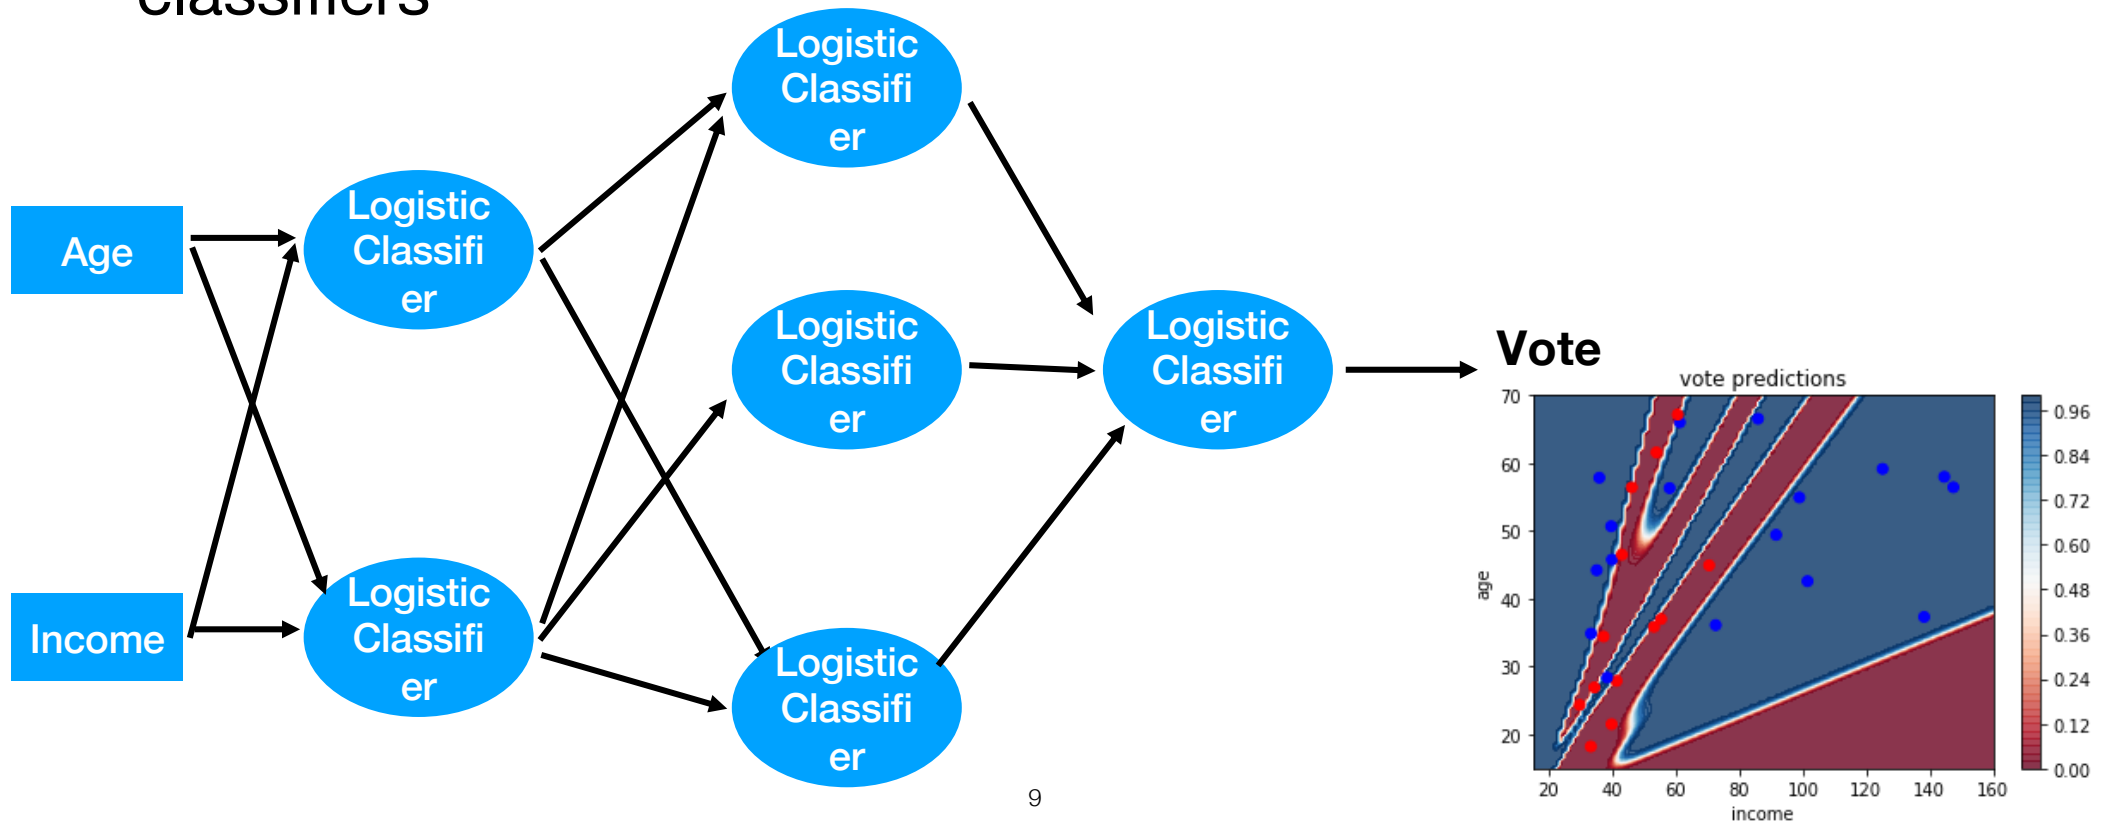 classifiers
Logistic
Classifi
er
Age
Logistic
Classifi
er
Logistic
Classifi
er
Logistic
Classifi
er
Income
Logistic
Classifi
er
Logistic
Classifi
er
Vote
vote predictions
70
60
50
40
30
20
age
20 40 60 80 100 120 140 160
income
0.96
0.84
0.72
0.60
0.48
0.36
0.24
0.12
0.00
9